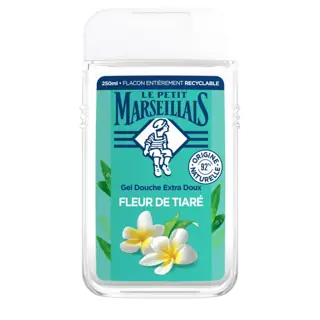 250ml • FLACON ENTIÈREMENT RECYCLABLE
LE PETIT
MARSEILLAIS
ORIGINE
92%
NATURELLE
Gel Douche Extra Doux
FLEUR DE TIARÉ